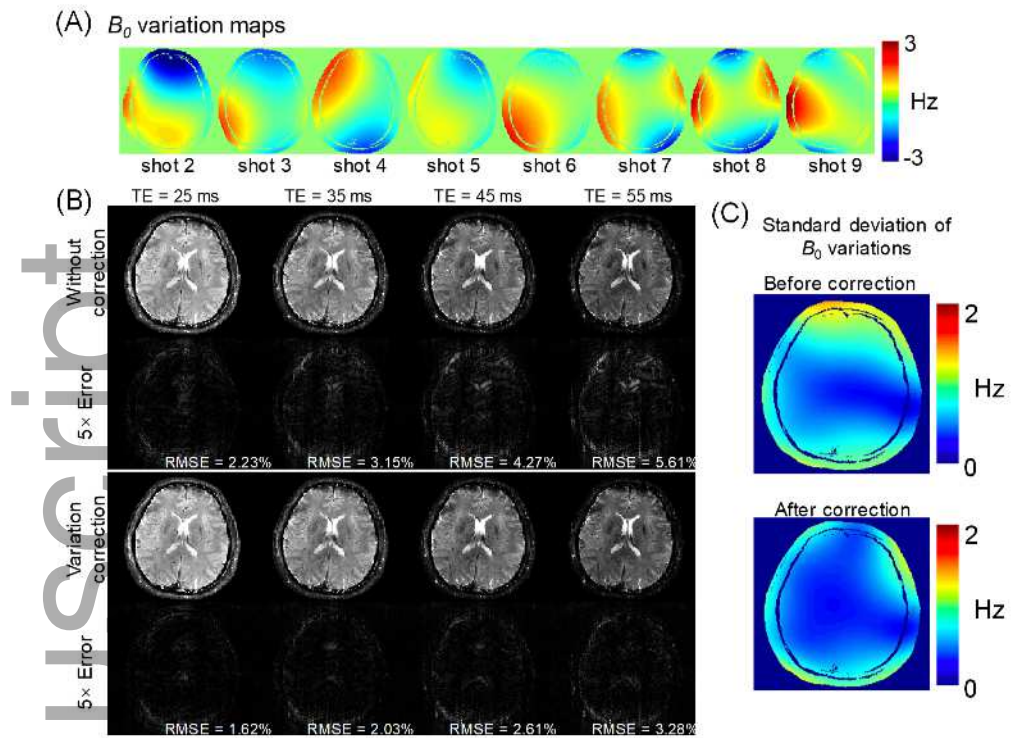 (A) B₀ variation maps
3
Hz
-3
shot 2 shot 3 shot 4 shot 5 shot 6 shot 7 shot 8 shot 9
(B) TE = 25 ms TE = 35 ms TE = 45 ms TE = 55 ms
Without correction
5× Error
RMSE = 2.23% RMSE = 3.15% RMSE = 4.27% RMSE = 5.61%
Variation correction
5× Error
RMSE = 1.62% RMSE = 2.03% RMSE = 2.61% RMSE = 3.28%
(C) Standard deviation of
B₀ variations
Before correction
2
Hz
0
After correction
2
Hz
0
uscript